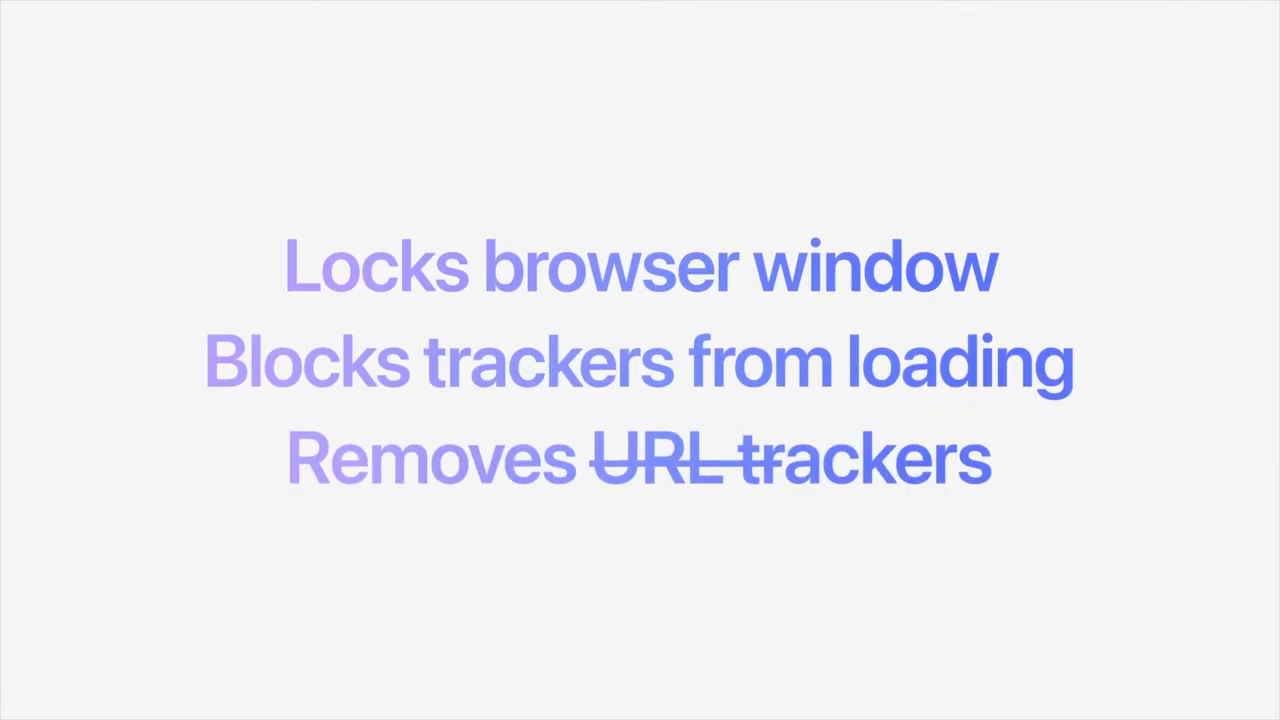 Locks browser window
Blocks trackers from loading
Removes URL trackers